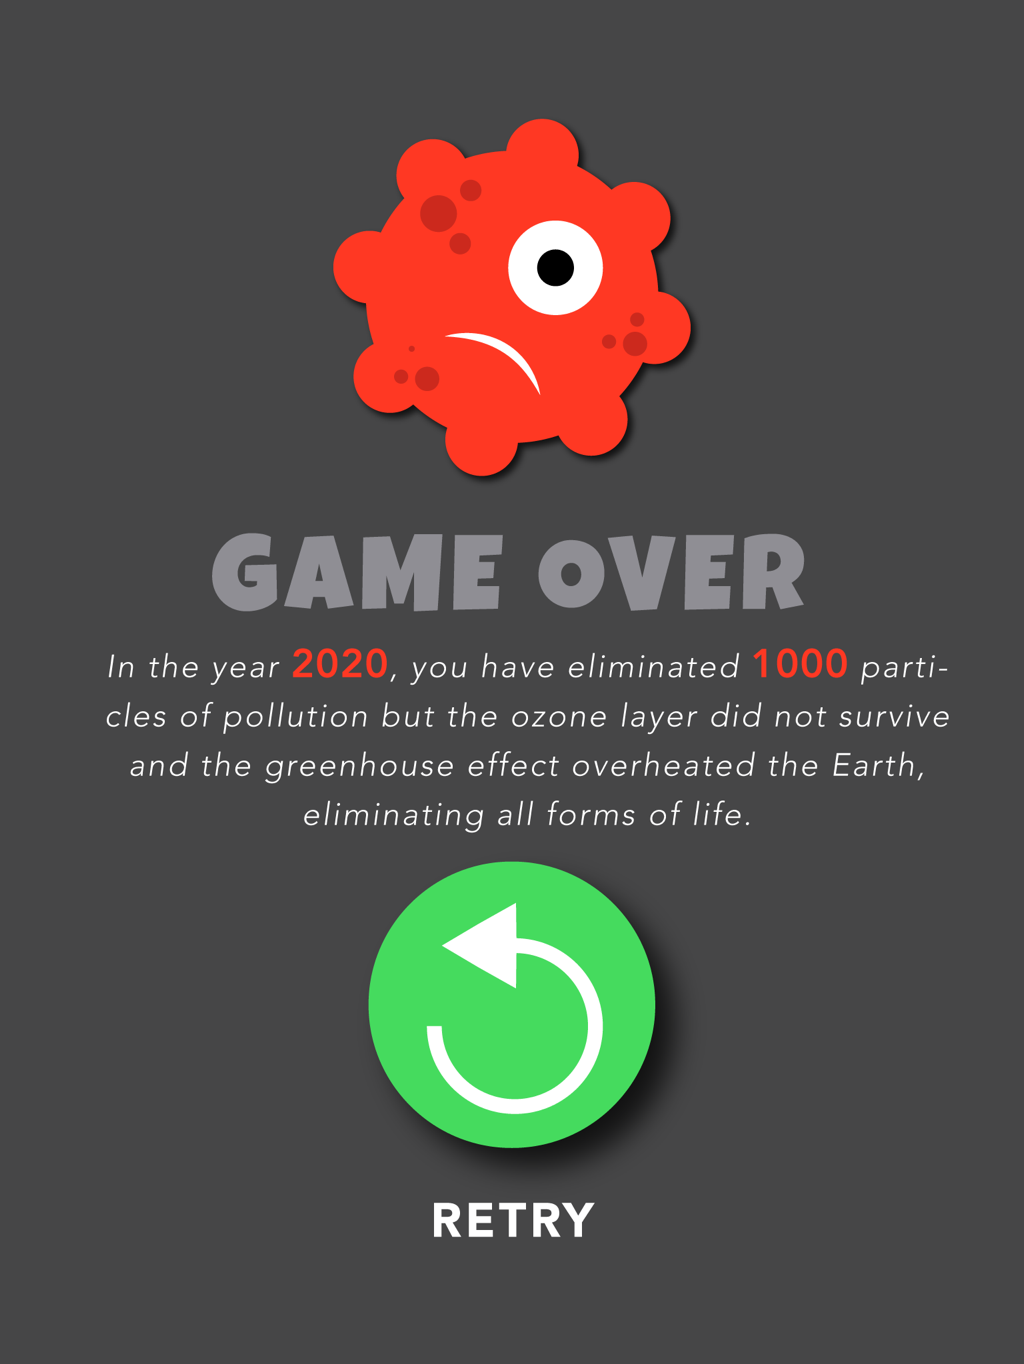 GAME OVER
In the year 2020, you have eliminated 1000 parti-
cles of pollution but the ozone layer did not survive
and the greenhouse effect overheated the Earth,
eliminating all forms of life.
RETRY